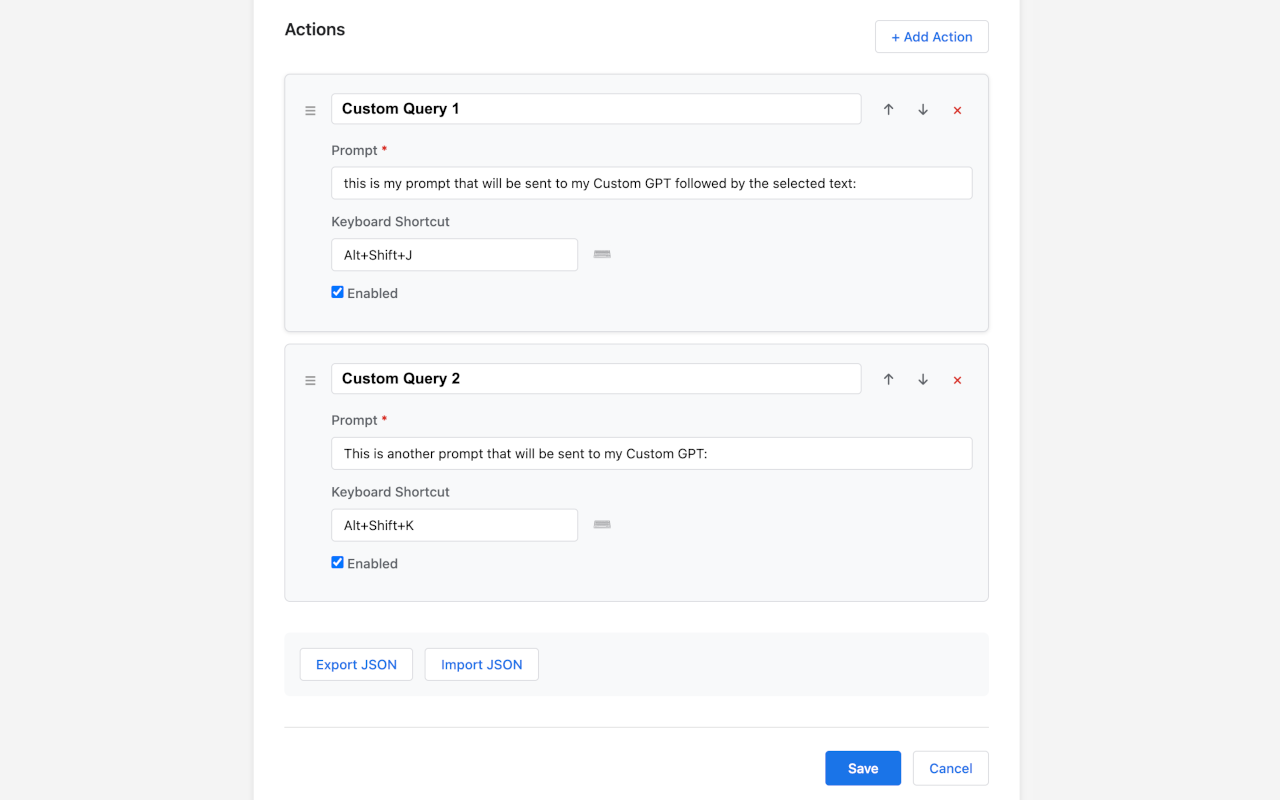 Actions
+ Add Action
Custom Query 1
Prompt *
this is my prompt that will be sent to my Custom GPT followed by the selected text:
Keyboard Shortcut
Alt+Shift+J
Enabled
Custom Query 2
Prompt *
This is another prompt that will be sent to my Custom GPT:
Keyboard Shortcut
Alt+Shift+K
Enabled
Export JSON Import JSON
Save Cancel